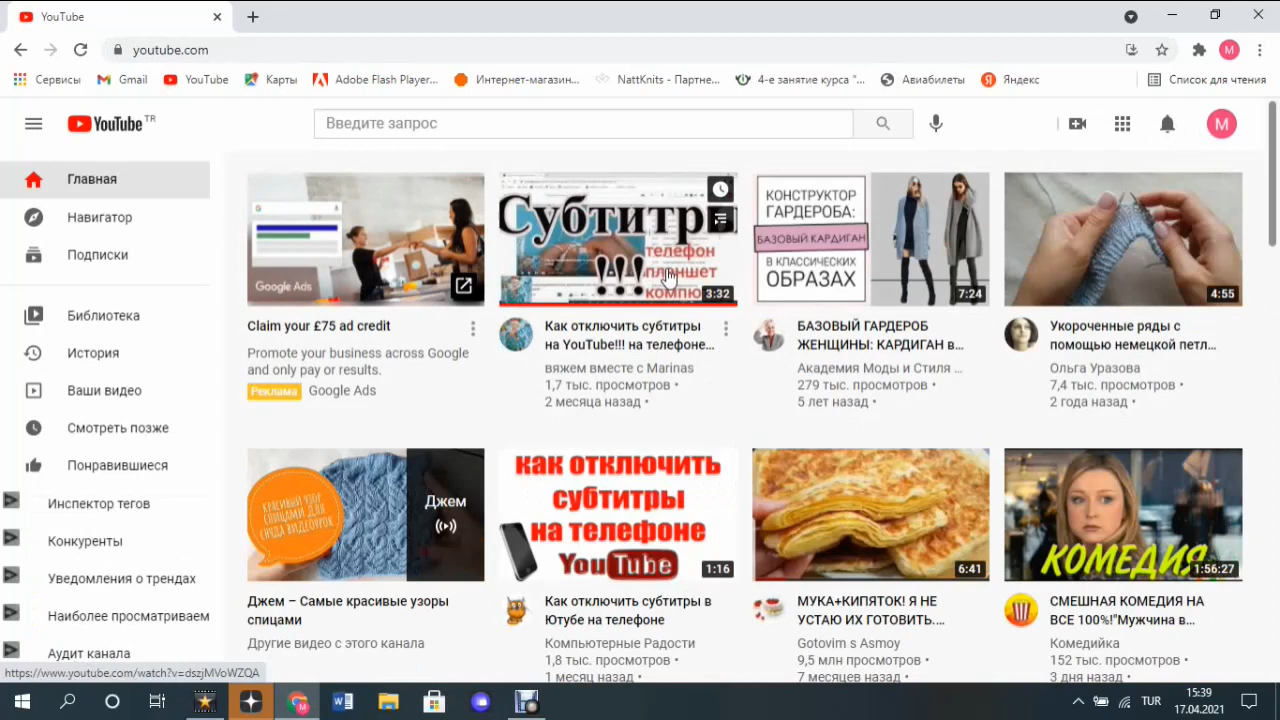 YouTube
youtube.com
M
Сервисы
Gmail
YouTube
Карты
Adobe Flash Player...
Интернет-магазин...
NattKnits - Партне...
4-е занятие курса "...
Авиабилеты
Яндекс
Список для чтения
YouTube TR
Введите запрос
M
Главная
Навигатор
Подписки
Библиотека
История
Ваши видео
Смотреть позже
Понравившиеся
Инспектор тегов
Конкуренты
Уведомления о трендах
Наиболее просматриваем
Аудит канала
Google Ads
Claim your £75 ad credit
Promote your business across Google
and only pay or results.
Реклама Google Ads
Субтитры
телефон
планшет
!!!
3:32
Как отключить субтитры
на YouTube!!! на телефоне...
вяжем вместе с Marinas
1,7 тыс. просмотров •
2 месяца назад •
КОНСТРУКТОР
ГАРДЕРОБА:
БАЗОВЫЙ КАРДИГАН
В КЛАССИЧЕСКИХ
ОБРАЗАХ
7:24
БАЗОВЫЙ ГАРДЕРОБ
ЖЕНЩИНЫ: КАРДИГАН в...
Академия Моды и Стиля ...
279 тыс. просмотров •
5 лет назад •
4:55
Укороченные ряды с
помощью немецкой петл...
Ольга Уразова
7,4 тыс. просмотров •
2 года назад •
КРАСИВЫЙ УЗОР
СПИЦАМИ ДЛЯ
СНУДА ВИДЕОУРОК
Джем
Джем – Самые красивые узоры
спицами
Другие видео с этого канала
как отключить
субтитры
на телефоне
YouTube
1:16
Как отключить субтитры в
Ютубе на телефоне
Компьютерные Радости
1,8 тыс. просмотров •
1 месяц назад •
6:41
МУКА+КИПЯТОК! Я НЕ
УСТАЮ ИХ ГОТОВИТЬ....
Gotovim s Asmoy
9,5 млн просмотров •
7 месяцев назад •
КОМЕДИЯ
1:56:27
СМЕШНАЯ КОМЕДИЯ НА
ВСЕ 100%!"Мужчина в...
Комедийка
152 тыс. просмотров •
3 дня назад •
https://www.youtube.com/watch?v=dszjMVoWZQA
TUR
15:39
17.04.2021